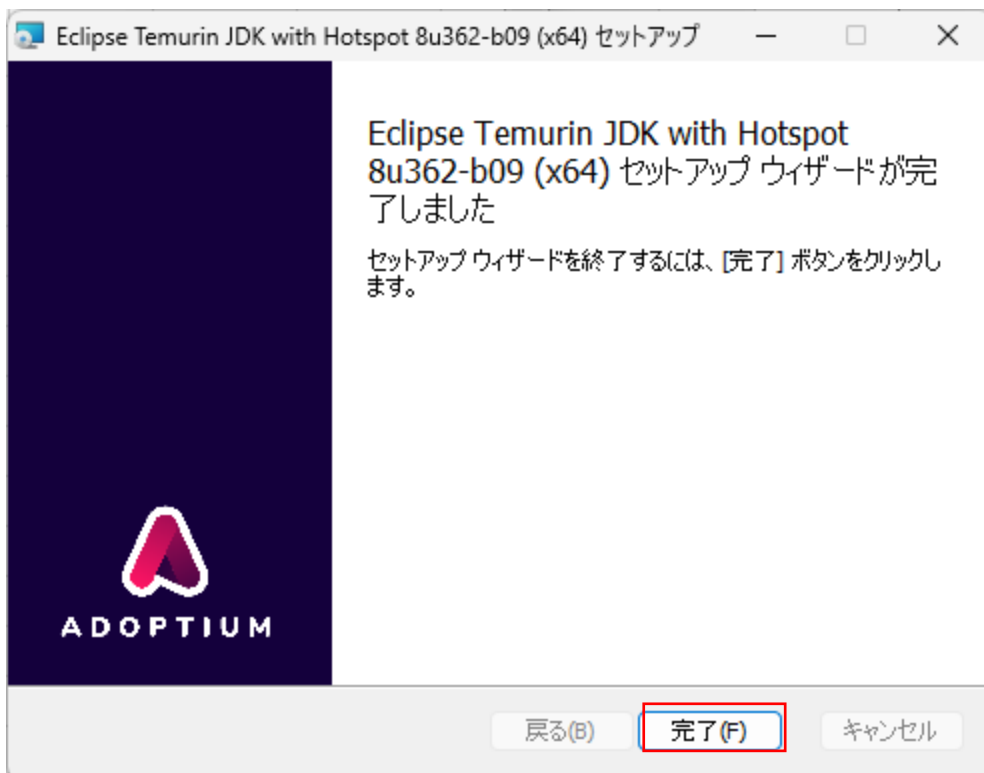 Eclipse Temurin JDK with Hotspot 8u362-b09 (x64) セットアップ
Eclipse Temurin JDK with Hotspot
8u362-b09 (x64) セットアップ ウィザードが完
了しました
セットアップ ウィザードを終了するには、[完了] ボタンをクリックし
ます。
ADOPTIUM
戻る(B)
完了(F)
キャンセル